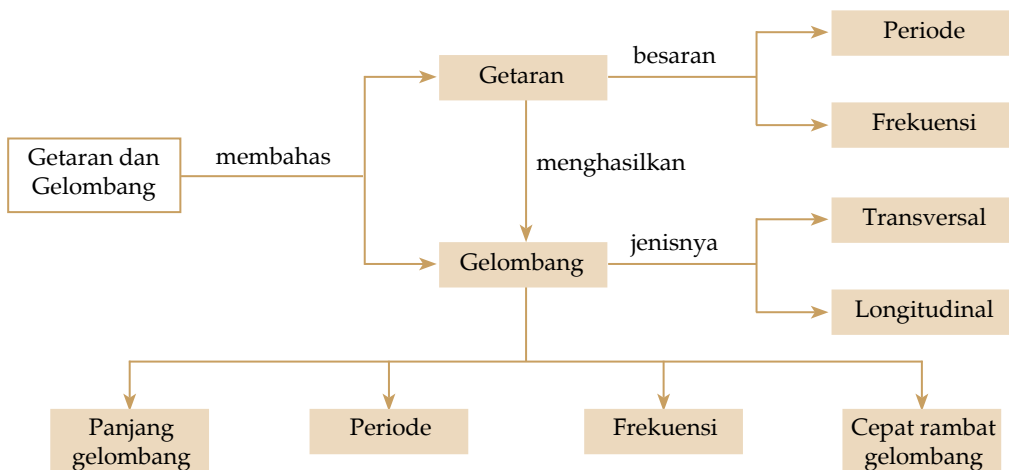 Periode
Getaran
besaran
Frekuensi
Getaran dan
Gelombang
membahas
menghasilkan
Transversal
Gelombang
jenisnya
Longitudinal
Panjang
gelombang
Periode
Frekuensi
Cepat rambat
gelombang